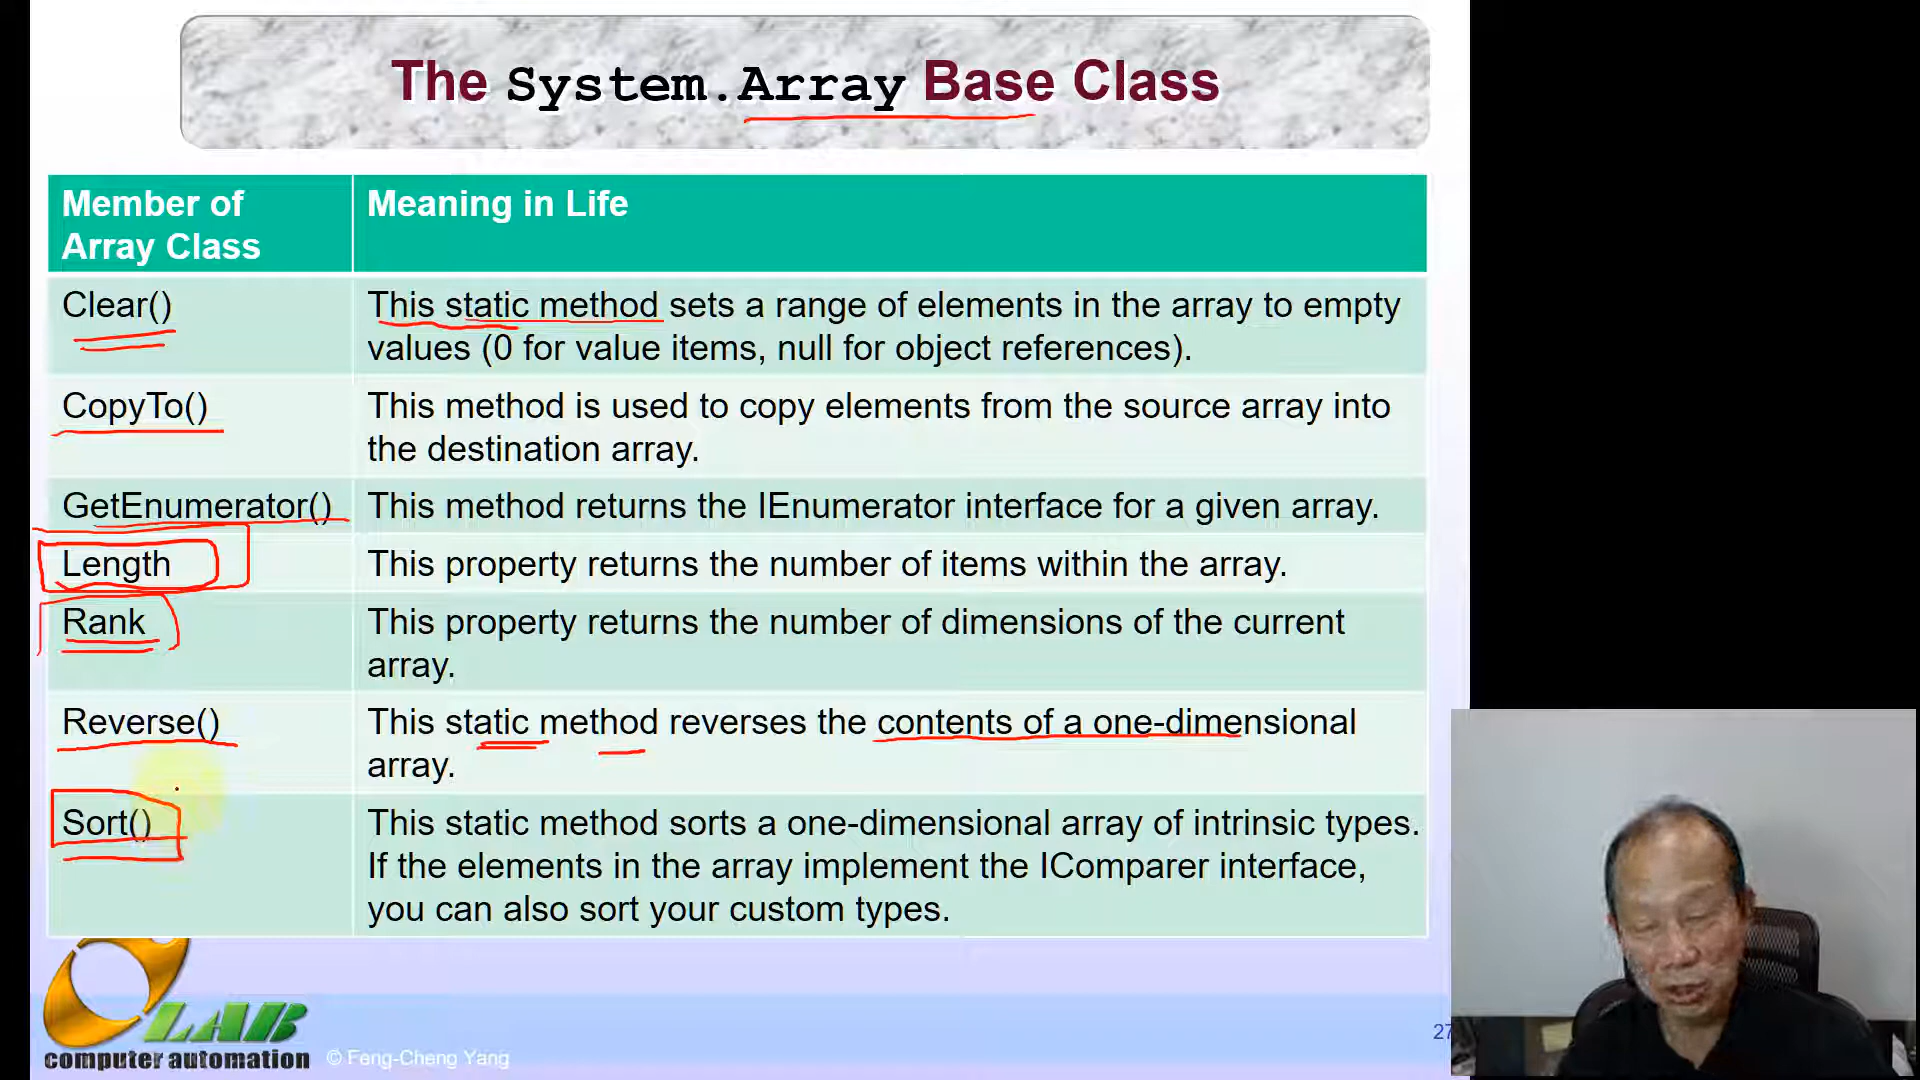 The System.Array Base Class
Member of
Array Class
Meaning in Life
Clear()
This static method sets a range of elements in the array to empty
values (0 for value items, null for object references).
CopyTo()
This method is used to copy elements from the source array into
the destination array.
GetEnumerator()
This method returns the IEnumerator interface for a given array.
Length
This property returns the number of items within the array.
Rank
This property returns the number of dimensions of the current
array.
Reverse()
This static method reverses the contents of a one-dimensional
array.
Sort()
This static method sorts a one-dimensional array of intrinsic types.
If the elements in the array implement the IComparer interface,
you can also sort your custom types.
LAB
computer automation
© Feng-Cheng Yang
27